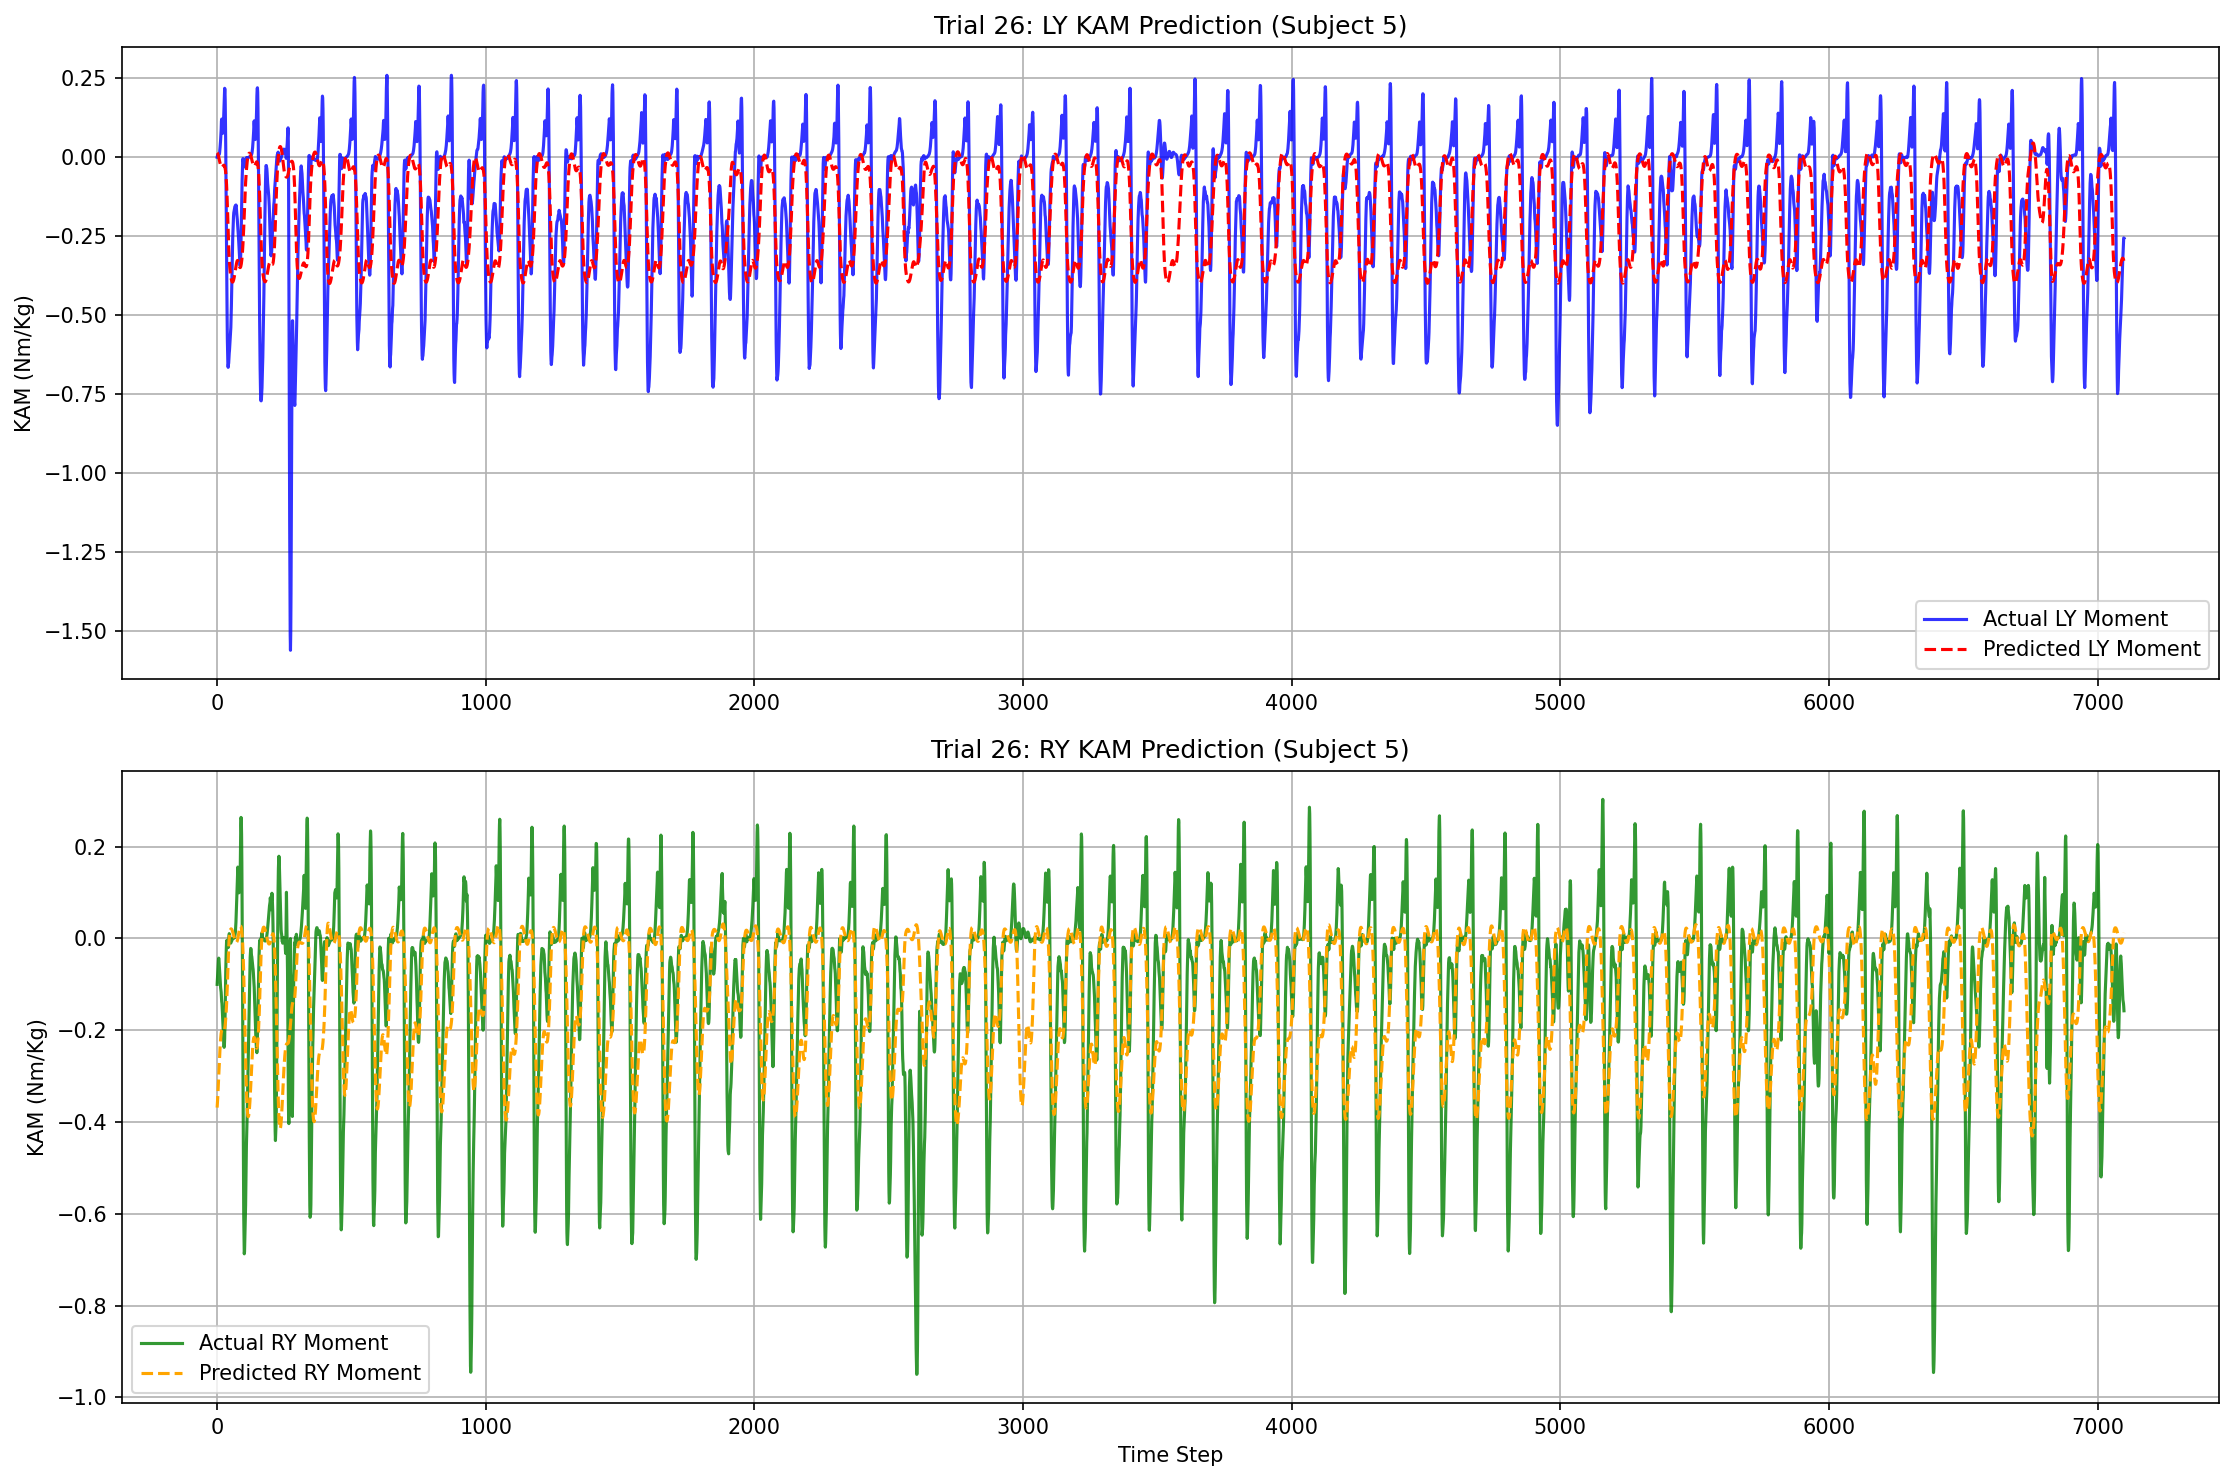 Trial 26: LY KAM Prediction (Subject 5)
KAM (Nm/Kg)
0.25
0.00
−0.25
−0.50
−0.75
−1.00
−1.25
−1.50
Actual LY Moment
Predicted LY Moment
0 1000 2000 3000 4000 5000 6000 7000
Trial 26: RY KAM Prediction (Subject 5)
KAM (Nm/Kg)
0.2
0.0
−0.2
−0.4
−0.6
−0.8
−1.0
Actual RY Moment
Predicted RY Moment
0 1000 2000 3000 4000 5000 6000 7000
Time Step